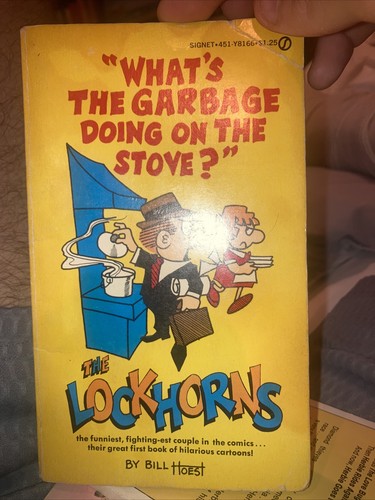 SIGNET•451-Y8166•$1.25
"WHAT'S
THE GARBAGE
DOING ON THE
STOVE?"
THE
LOCKHORNS
the funniest, fighting-est couple in the comics...
their great first book of hilarious cartoons!
BY BILL HOEST